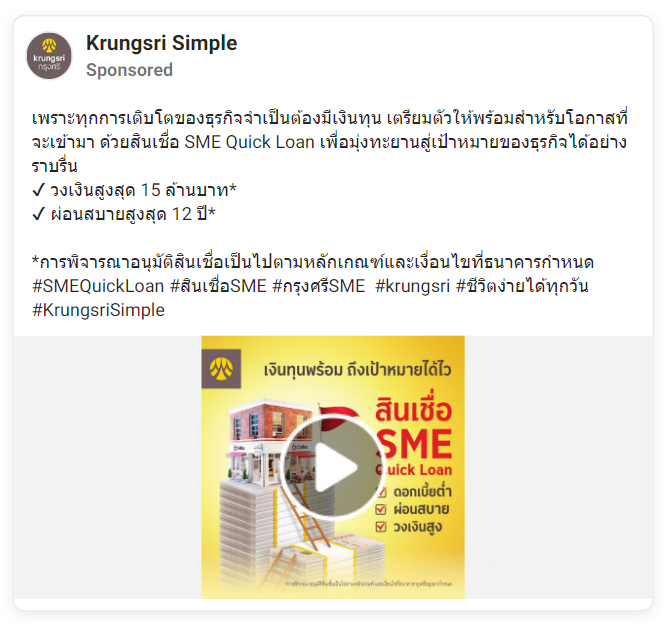 krungsri
กรุงศรี
Krungsri Simple
Sponsored
เพราะทุกการเติบโตของธุรกิจจำเป็นต้องมีเงินทุน เตรียมตัวให้พร้อมสำหรับโอกาสที่
จะเข้ามา ด้วยสินเชื่อ SME Quick Loan เพื่อมุ่งทะยานสู่เป้าหมายของธุรกิจได้อย่าง
ราบรื่น
✓ วงเงินสูงสุด 15 ล้านบาท*
✓ ผ่อนสบายสูงสุด 12 ปี*
*การพิจารณาอนุมัติสินเชื่อเป็นไปตามหลักเกณฑ์และเงื่อนไขที่ธนาคารกำหนด
#SMEQuickLoan #สินเชื่อSME #กรุงศรีSME #krungsri #ชีวิตง่ายได้ทุกวัน
#KrungsriSimple
เงินทุนพร้อม ถึงเป้าหมายได้ไว
สินเชื่อ
SME
Quick Loan
ดอกเบี้ยต่ำ
ผ่อนสบาย
วงเงินสูง